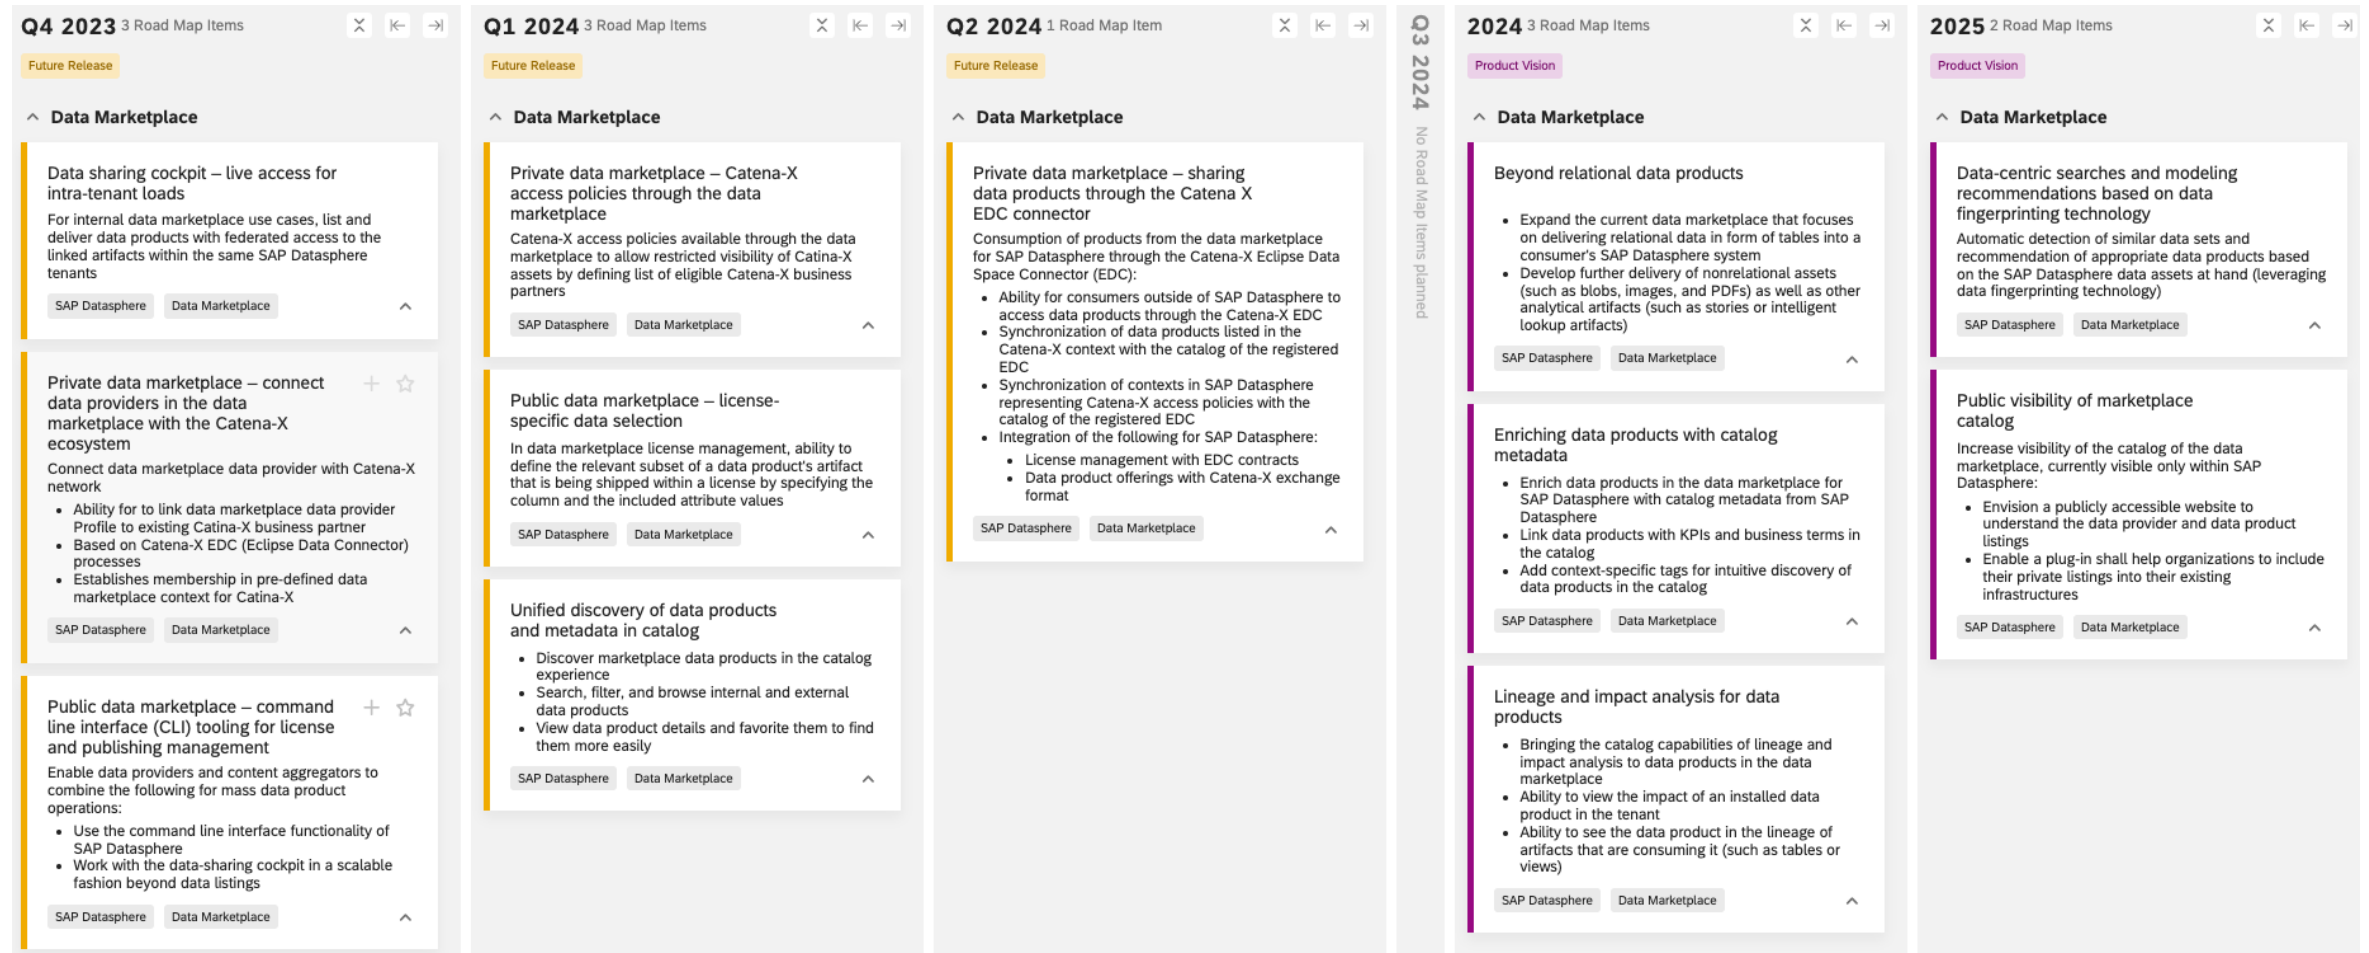 Q4 2023 3 Road Map Items
Future Release
Data Marketplace
Data sharing cockpit – live access for
intra-tenant loads
For internal data marketplace use cases, list and
deliver data products with federated access to the
linked artifacts within the same SAP Datasphere
tenants
SAP Datasphere Data Marketplace
Private data marketplace – connect
data providers in the data
marketplace with the Catena-X
ecosystem
Connect data marketplace data provider with Catena-X
network
• Ability for to link data marketplace data provider
Profile to existing Catina-X business partner
• Based on Catena-X EDC (Eclipse Data Connector)
processes
• Establishes membership in pre-defined data
marketplace context for Catina-X
SAP Datasphere Data Marketplace
Public data marketplace – command
line interface (CLI) tooling for license
and publishing management
Enable data providers and content aggregators to
combine the following for mass data product
operations:
• Use the command line interface functionality of
SAP Datasphere
• Work with the data-sharing cockpit in a scalable
fashion beyond data listings
SAP Datasphere Data Marketplace
Q1 2024 3 Road Map Items
Future Release
Data Marketplace
Private data marketplace – Catena-X
access policies through the data
marketplace
Catena-X access policies available through the data
marketplace to allow restricted visibility of Catina-X
assets by defining list of eligible Catena-X business
partners
SAP Datasphere Data Marketplace
Public data marketplace – license-
specific data selection
In data marketplace license management, ability to
define the relevant subset of a data product's artifact
that is being shipped within a license by specifying the
column and the included attribute values
SAP Datasphere Data Marketplace
Unified discovery of data products
and metadata in catalog
• Discover marketplace data products in the catalog
experience
• Search, filter, and browse internal and external
data products
• View data product details and favorite them to find
them more easily
SAP Datasphere Data Marketplace
Q2 2024 1 Road Map Item
Future Release
Data Marketplace
Private data marketplace – sharing
data products through the Catena X
EDC connector
Consumption of products from the data marketplace
for SAP Datasphere through the Catena-X Eclipse Data
Space Connector (EDC):
• Ability for consumers outside of SAP Datasphere to
access data products through the Catena-X EDC
• Synchronization of data products listed in the
Catena-X context with the catalog of the registered
EDC
• Synchronization of contexts in SAP Datasphere
representing Catena-X access policies with the
catalog of the registered EDC
• Integration of the following for SAP Datasphere:
• License management with EDC contracts
• Data product offerings with Catena-X exchange
format
SAP Datasphere Data Marketplace
Q3 2024 No Road Map Items planned
2024 3 Road Map Items
Product Vision
Data Marketplace
Beyond relational data products
• Expand the current data marketplace that focuses
on delivering relational data in form of tables into a
consumer's SAP Datasphere system
• Develop further delivery of nonrelational assets
(such as blobs, images, and PDFs) as well as other
analytical artifacts (such as stories or intelligent
lookup artifacts)
SAP Datasphere Data Marketplace
Enriching data products with catalog
metadata
• Enrich data products in the data marketplace for
SAP Datasphere with catalog metadata from SAP
Datasphere
• Link data products with KPIs and business terms in
the catalog
• Add context-specific tags for intuitive discovery of
data products in the catalog
SAP Datasphere Data Marketplace
Lineage and impact analysis for data
products
• Bringing the catalog capabilities of lineage and
impact analysis to data products in the data
marketplace
• Ability to view the impact of an installed data
product in the tenant
• Ability to see the data product in the lineage of
artifacts that are consuming it (such as tables or
views)
SAP Datasphere Data Marketplace
2025 2 Road Map Items
Product Vision
Data Marketplace
Data-centric searches and modeling
recommendations based on data
fingerprinting technology
Automatic detection of similar data sets and
recommendation of appropriate data products based
on the SAP Datasphere data assets at hand (leveraging
data fingerprinting technology)
SAP Datasphere Data Marketplace
Public visibility of marketplace
catalog
Increase visibility of the catalog of the data
marketplace, currently visible only within SAP
Datasphere:
• Envision a publicly accessible website to
understand the data provider and data product
listings
• Enable a plug-in shall help organizations to include
their private listings into their existing
infrastructures
SAP Datasphere Data Marketplace